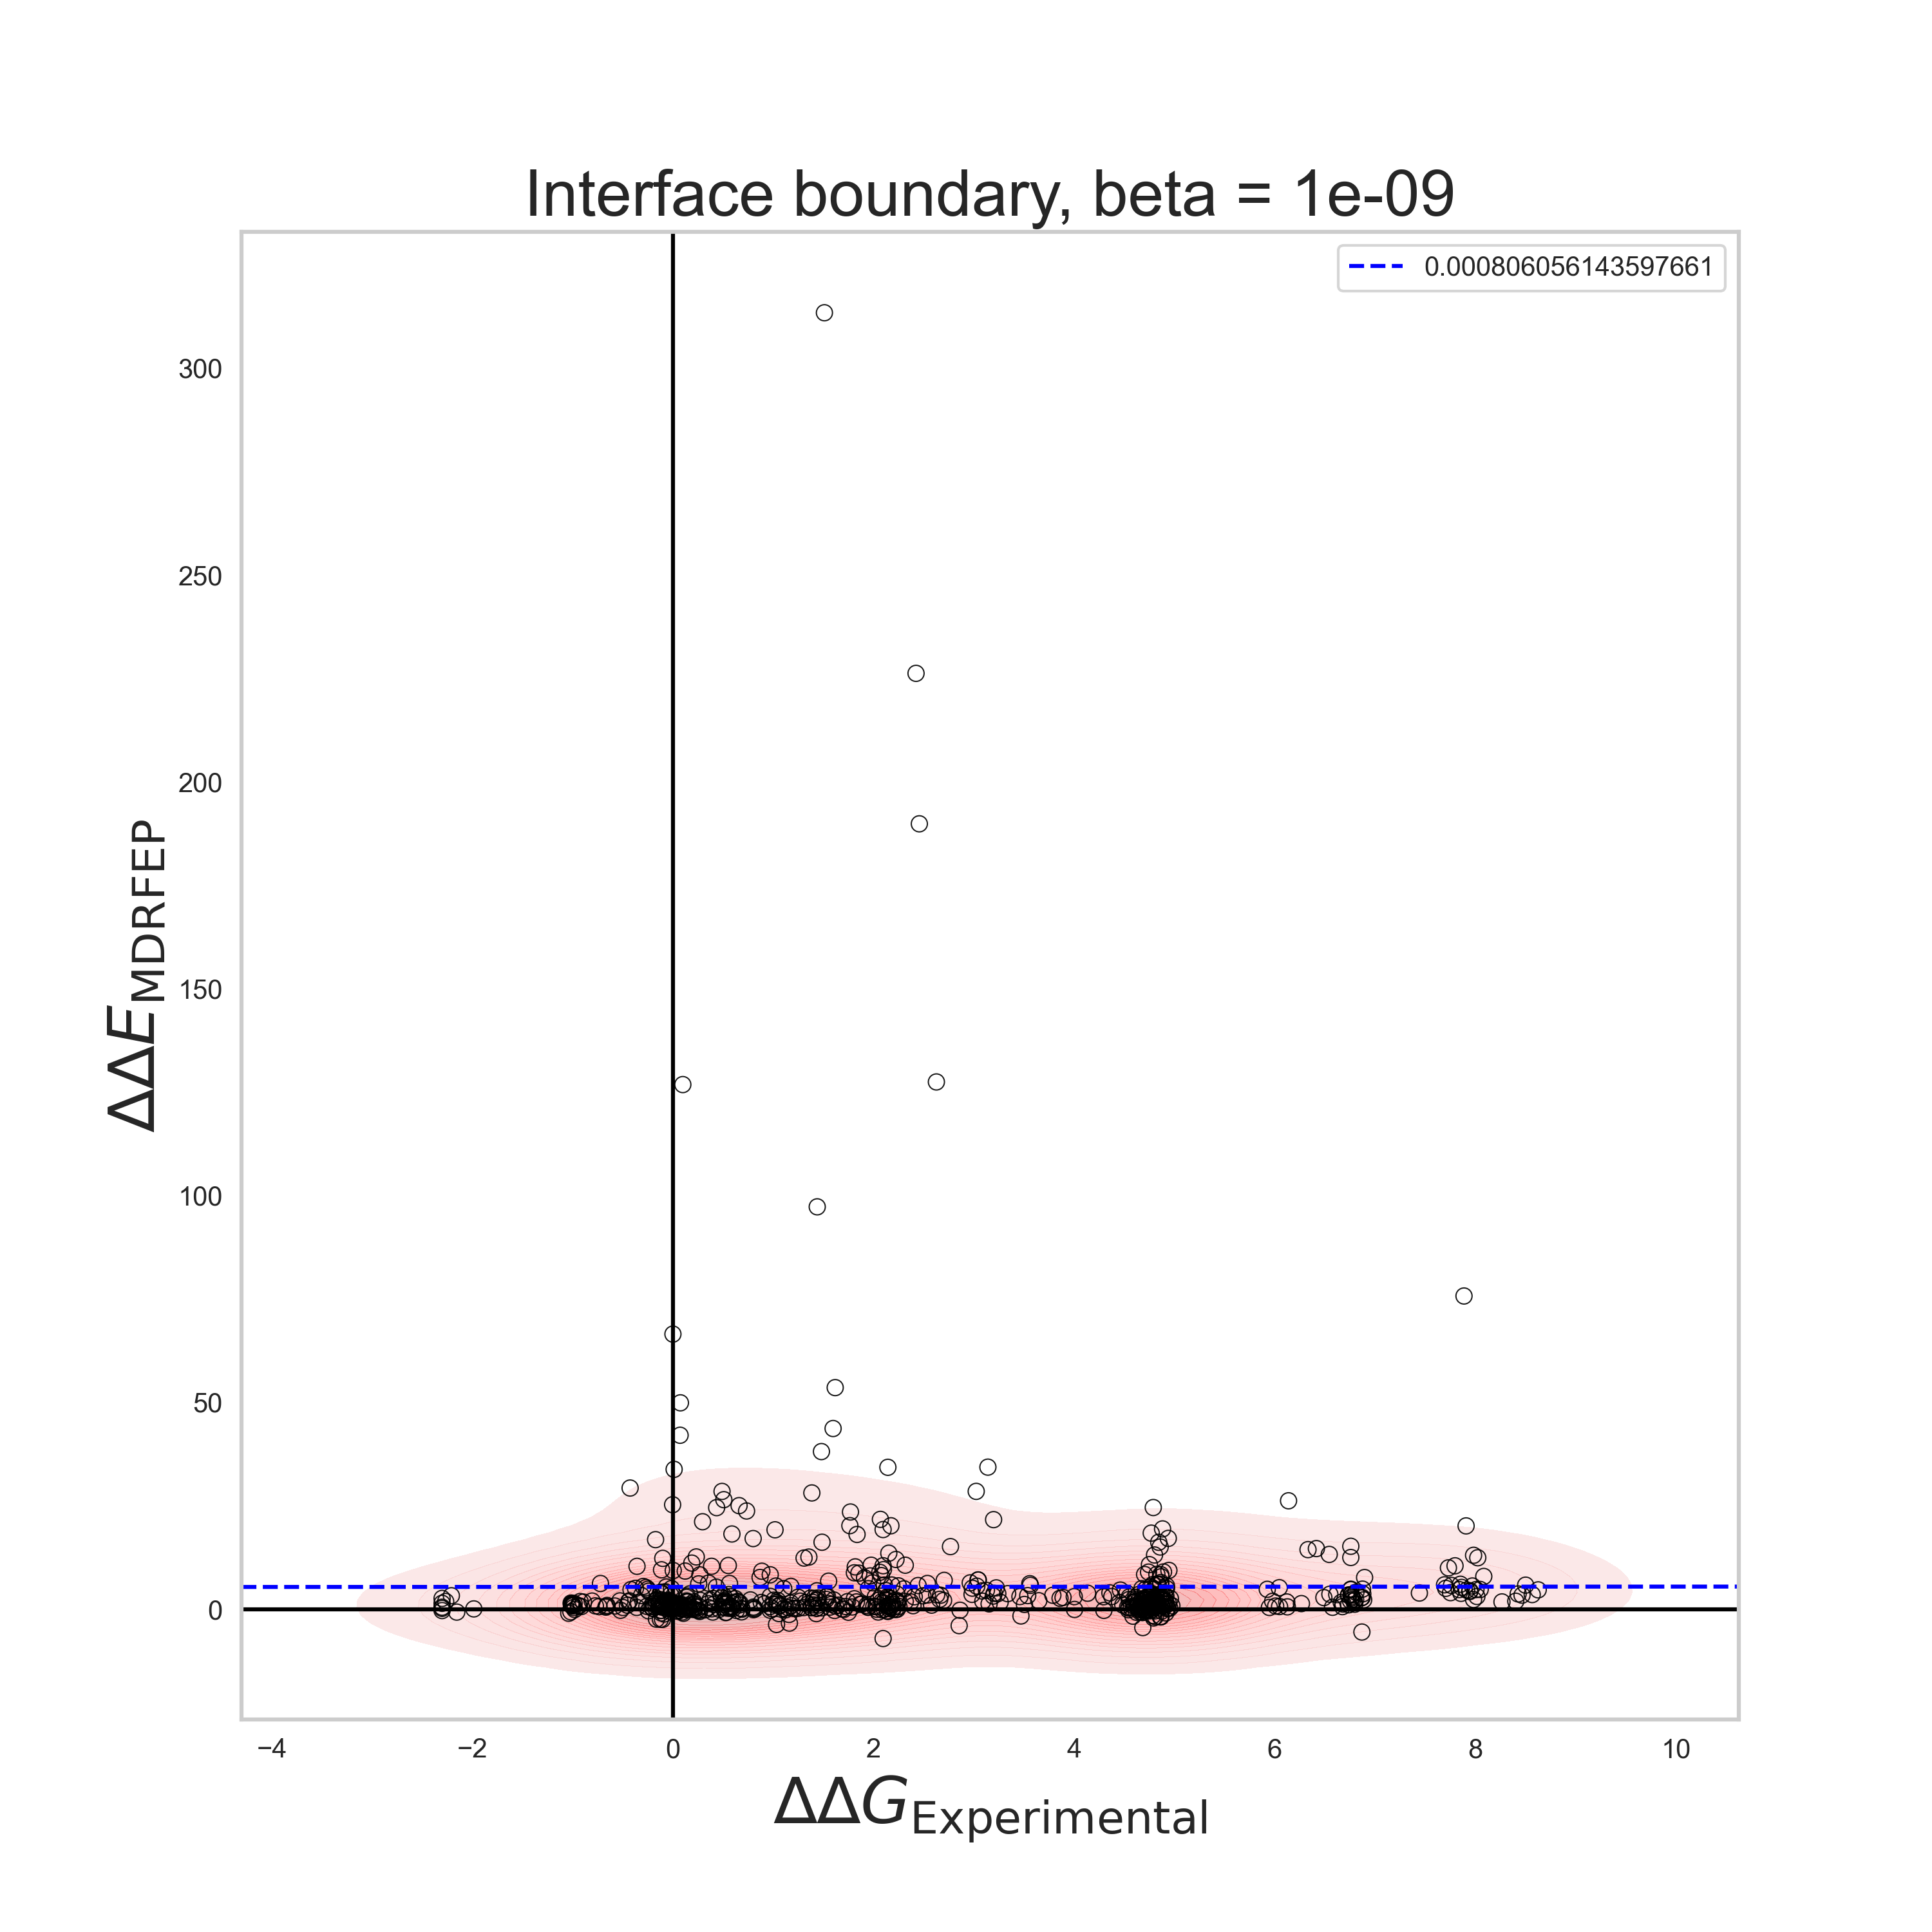 Interface boundary, beta = 1e-09
0.000806056143597661
300
250
200
150
100
50
0
ΔΔE_MDRFEP
−4 −2 0 2 4 6 8 10
ΔΔG_Experimental